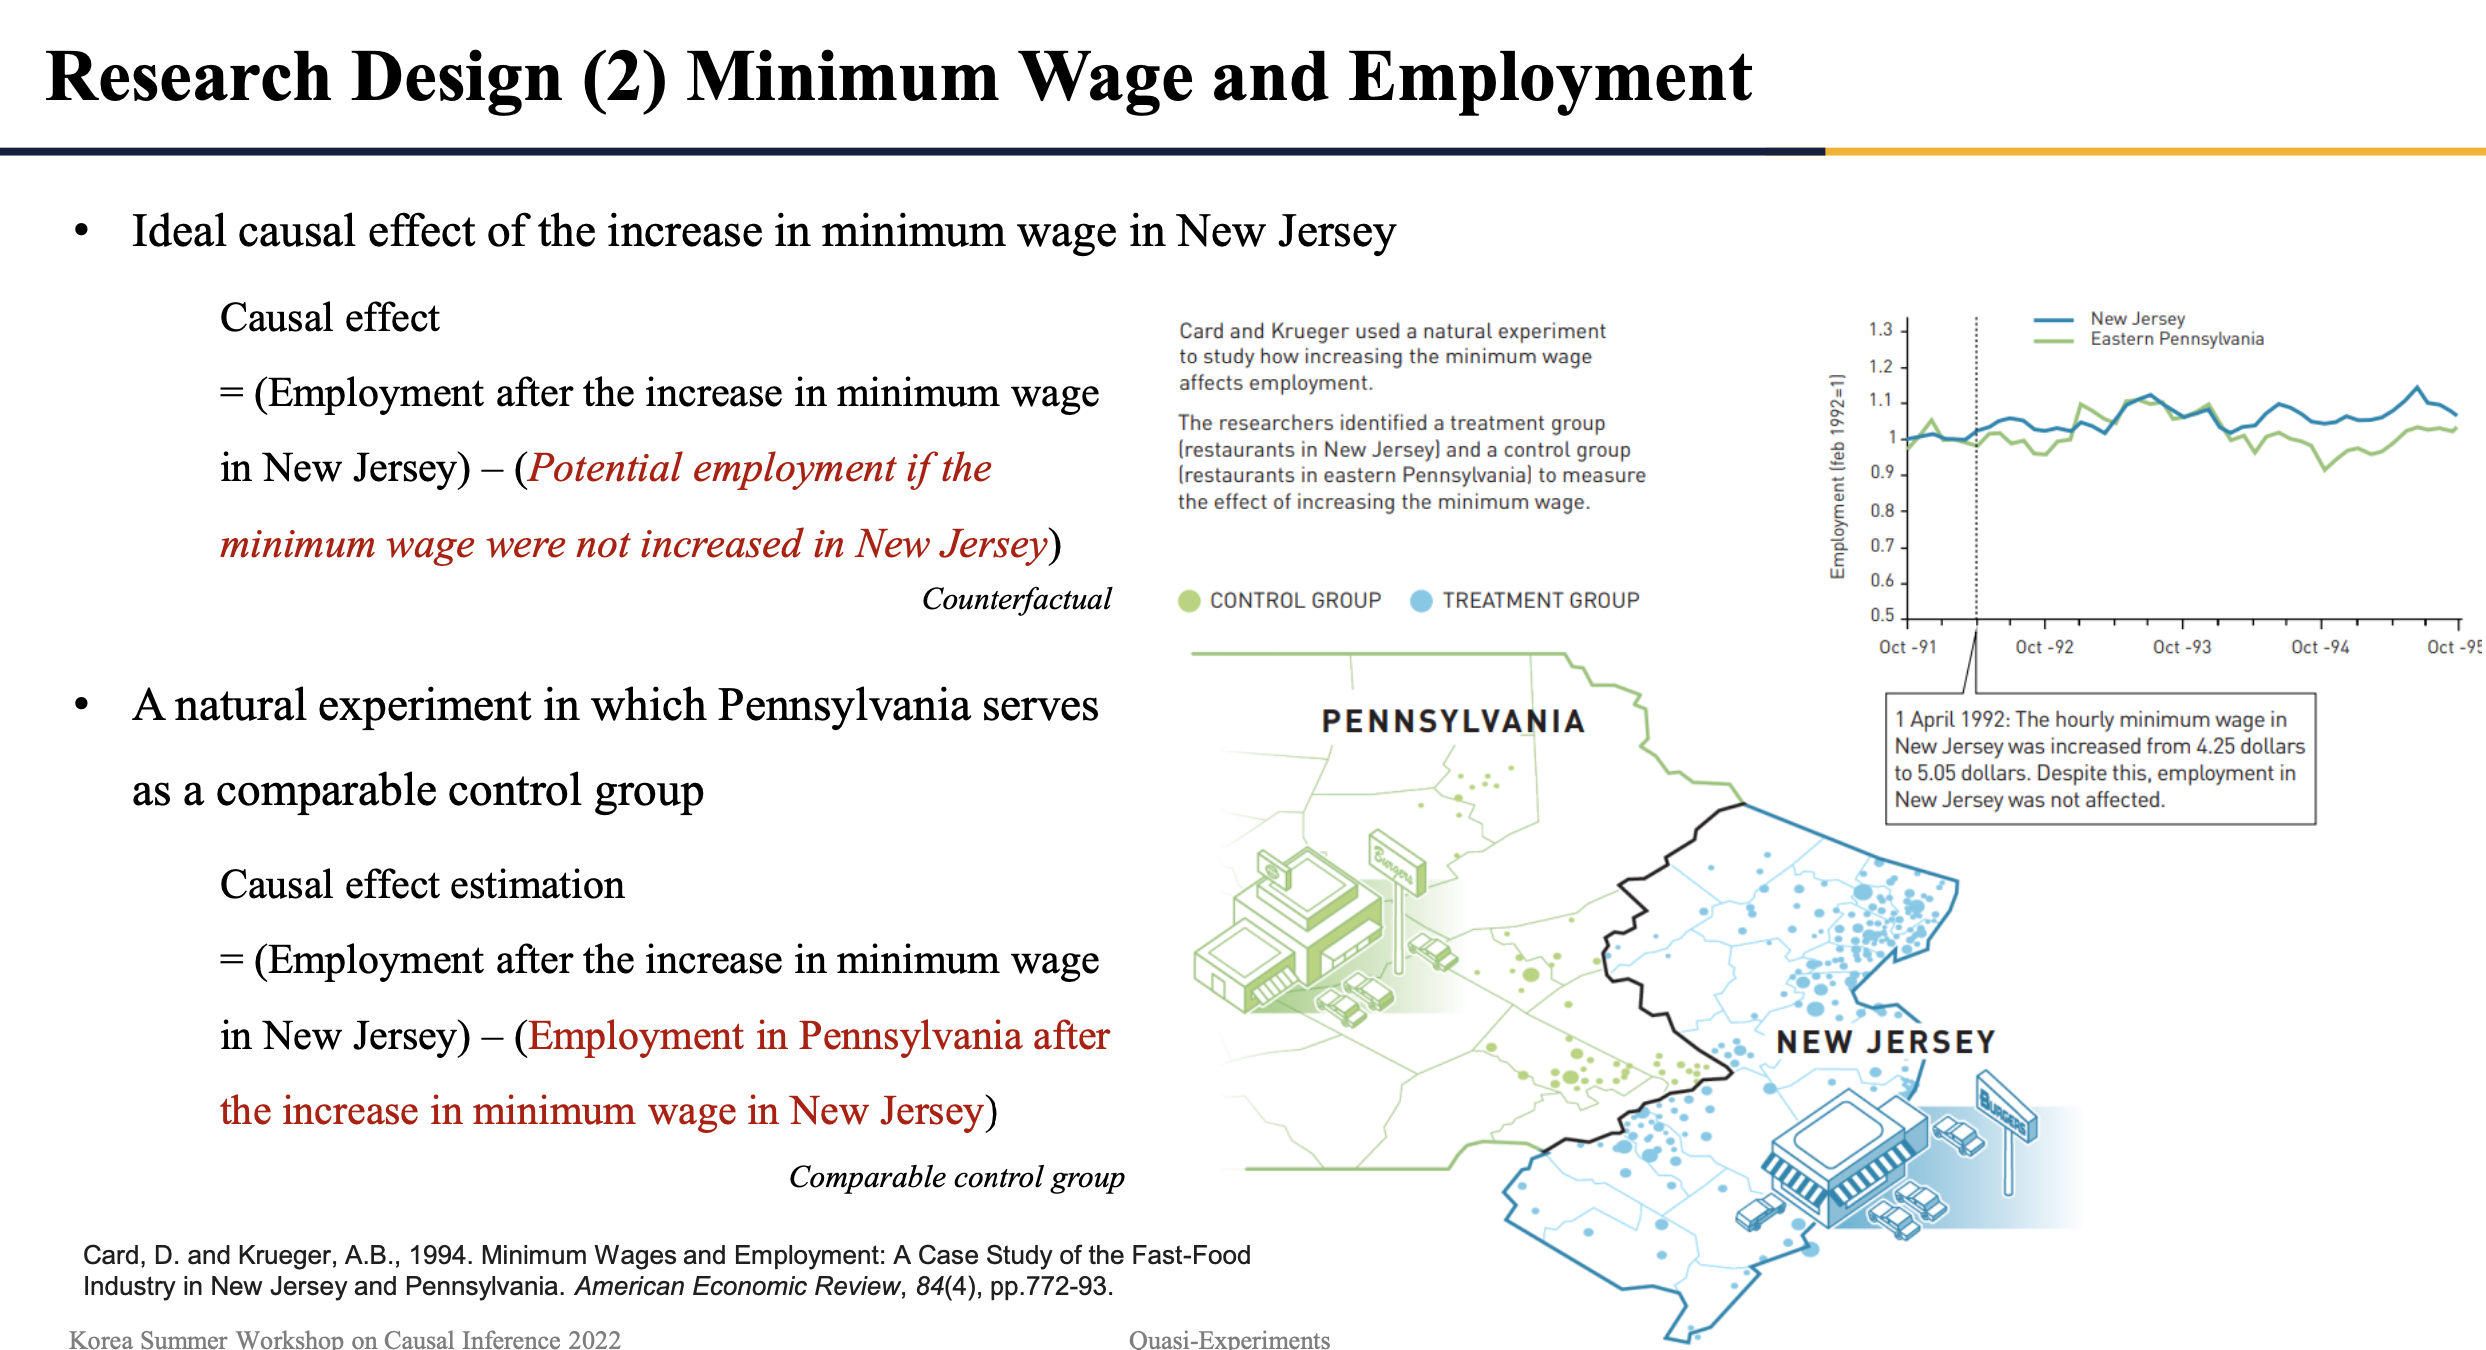 Research Design (2) Minimum Wage and Employment
• Ideal causal effect of the increase in minimum wage in New Jersey
Causal effect
= (Employment after the increase in minimum wage
in New Jersey) – (Potential employment if the
minimum wage were not increased in New Jersey)
Counterfactual
• A natural experiment in which Pennsylvania serves
as a comparable control group
Causal effect estimation
= (Employment after the increase in minimum wage
in New Jersey) – (Employment in Pennsylvania after
the increase in minimum wage in New Jersey)
Comparable control group
Card and Krueger used a natural experiment
to study how increasing the minimum wage
affects employment.
The researchers identified a treatment group
(restaurants in New Jersey) and a control group
(restaurants in eastern Pennsylvania) to measure
the effect of increasing the minimum wage.
CONTROL GROUP
TREATMENT GROUP
New Jersey
Eastern Pennsylvania
Employment (feb 1992=1)
1.3
1.2
1.1
1
0.9
0.8
0.7
0.6
0.5
Oct -91
Oct -92
Oct -93
Oct -94
Oct -95
1 April 1992: The hourly minimum wage in
New Jersey was increased from 4.25 dollars
to 5.05 dollars. Despite this, employment in
New Jersey was not affected.
PENNSYLVANIA
Burgers
NEW JERSEY
BURGERS
Card, D. and Krueger, A.B., 1994. Minimum Wages and Employment: A Case Study of the Fast-Food
Industry in New Jersey and Pennsylvania. American Economic Review, 84(4), pp.772-93.
Korea Summer Workshop on Causal Inference 2022
Quasi-Experiments